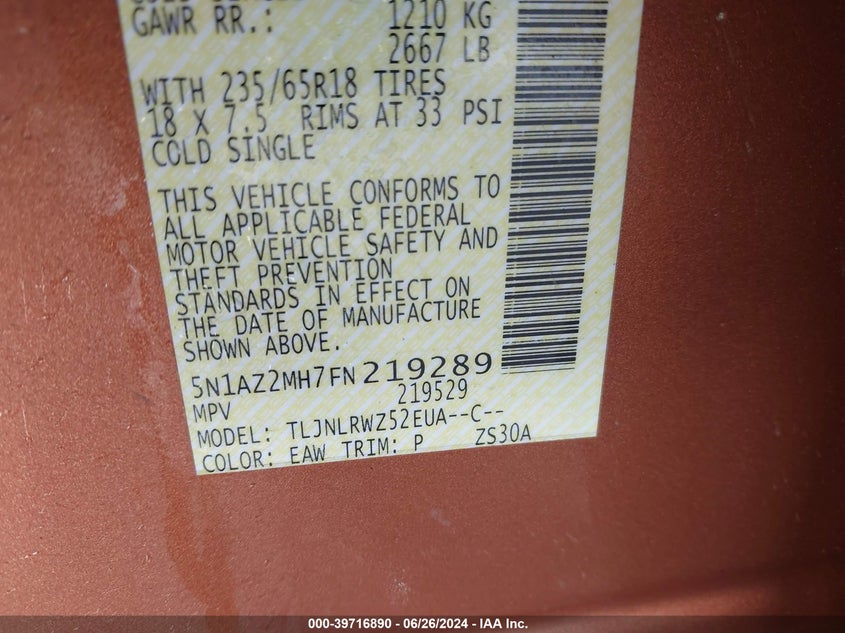 GAWR RR.: 1210 KG
2667 LB
WITH 235/65R18 TIRES
18 X 7.5 RIMS AT 33 PSI
COLD SINGLE
THIS VEHICLE CONFORMS TO
ALL APPLICABLE FEDERAL
MOTOR VEHICLE SAFETY AND
THEFT PREVENTION
STANDARDS IN EFFECT ON
THE DATE OF MANUFACTURE
SHOWN ABOVE.
5N1AZ2MH7FN219289
219529
MPV
MODEL: TLJNLRWZ52EUA--C--
COLOR: EAW TRIM: P ZS30A
000-39716890 - 06/26/2024 - IAA Inc.